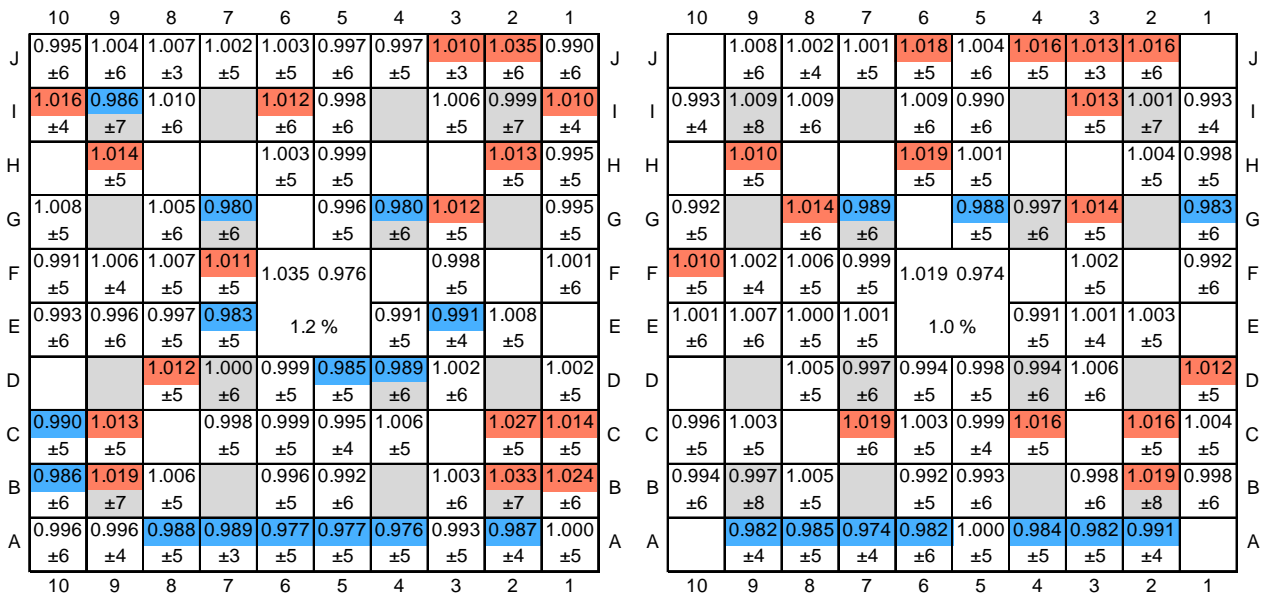 10 9 8 7 6 5 4 3 2 1 10 9 8 7 6 5 4 3 2 1
0.995 1.004 1.007 1.002 1.003 0.997 0.997 1.010 1.035 0.990 1.008 1.002 1.001 1.018 1.004 1.016 1.013 1.016
J J J J
±6 ±6 ±3 ±5 ±5 ±6 ±5 ±3 ±6 ±6 ±6 ±4 ±5 ±5 ±6 ±5 ±3 ±6
1.016 0.986 1.010 1.012 0.998 1.006 0.999 1.010 0.993 1.009 1.009 1.009 0.990 1.013 1.001 0.993
I I I I
±4 ±7 ±6 ±6 ±6 ±5 ±7 ±4 ±4 ±8 ±6 ±6 ±6 ±5 ±7 ±4
1.014 1.003 0.999 1.013 0.995 1.010 1.019 1.001 1.004 0.998
H H H H
±5 ±5 ±5 ±5 ±5 ±5 ±5 ±5 ±5 ±5
1.008 1.005 0.980 0.996 0.980 1.012 0.995 0.992 1.014 0.989 0.988 0.997 1.014 0.983
G G G G
±5 ±6 ±6 ±5 ±6 ±5 ±5 ±5 ±6 ±6 ±5 ±6 ±5 ±6
0.991 1.006 1.007 1.011 0.998 1.001 1.010 1.002 1.006 0.999 1.002 0.992
F 1.035 0.976 F F 1.019 0.974 F
±5 ±4 ±5 ±5 ±5 ±6 ±5 ±4 ±5 ±5 ±5 ±6
0.993 0.996 0.997 0.983 0.991 0.991 1.008 1.001 1.007 1.000 1.001 0.991 1.001 1.003
E 1.2 % E E 1.0 % E
±6 ±6 ±5 ±5 ±5 ±4 ±5 ±6 ±6 ±5 ±5 ±5 ±4 ±5
1.012 1.000 0.999 0.985 0.989 1.002 1.002 1.005 0.997 0.994 0.998 0.994 1.006 1.012
D D D D
±5 ±6 ±5 ±5 ±6 ±6 ±5 ±5 ±6 ±5 ±5 ±6 ±6 ±5
0.990 1.013 0.998 0.999 0.995 1.006 1.027 1.014 0.996 1.003 1.019 1.003 0.999 1.016 1.016 1.004
C C C C
±5 ±5 ±5 ±5 ±4 ±5 ±5 ±5 ±5 ±5 ±6 ±5 ±4 ±5 ±5 ±5
0.986 1.019 1.006 0.996 0.992 1.003 1.033 1.024 0.994 0.997 1.005 0.992 0.993 0.998 1.019 0.998
B B B B
±6 ±7 ±5 ±5 ±6 ±6 ±7 ±6 ±6 ±8 ±5 ±5 ±6 ±6 ±8 ±6
0.996 0.996 0.988 0.989 0.977 0.977 0.976 0.993 0.987 1.000 0.982 0.985 0.974 0.982 1.000 0.984 0.982 0.991
A A A A
±6 ±4 ±5 ±3 ±5 ±5 ±5 ±5 ±4 ±5 ±4 ±5 ±4 ±6 ±5 ±5 ±5 ±4
10 9 8 7 6 5 4 3 2 1 10 9 8 7 6 5 4 3 2 1